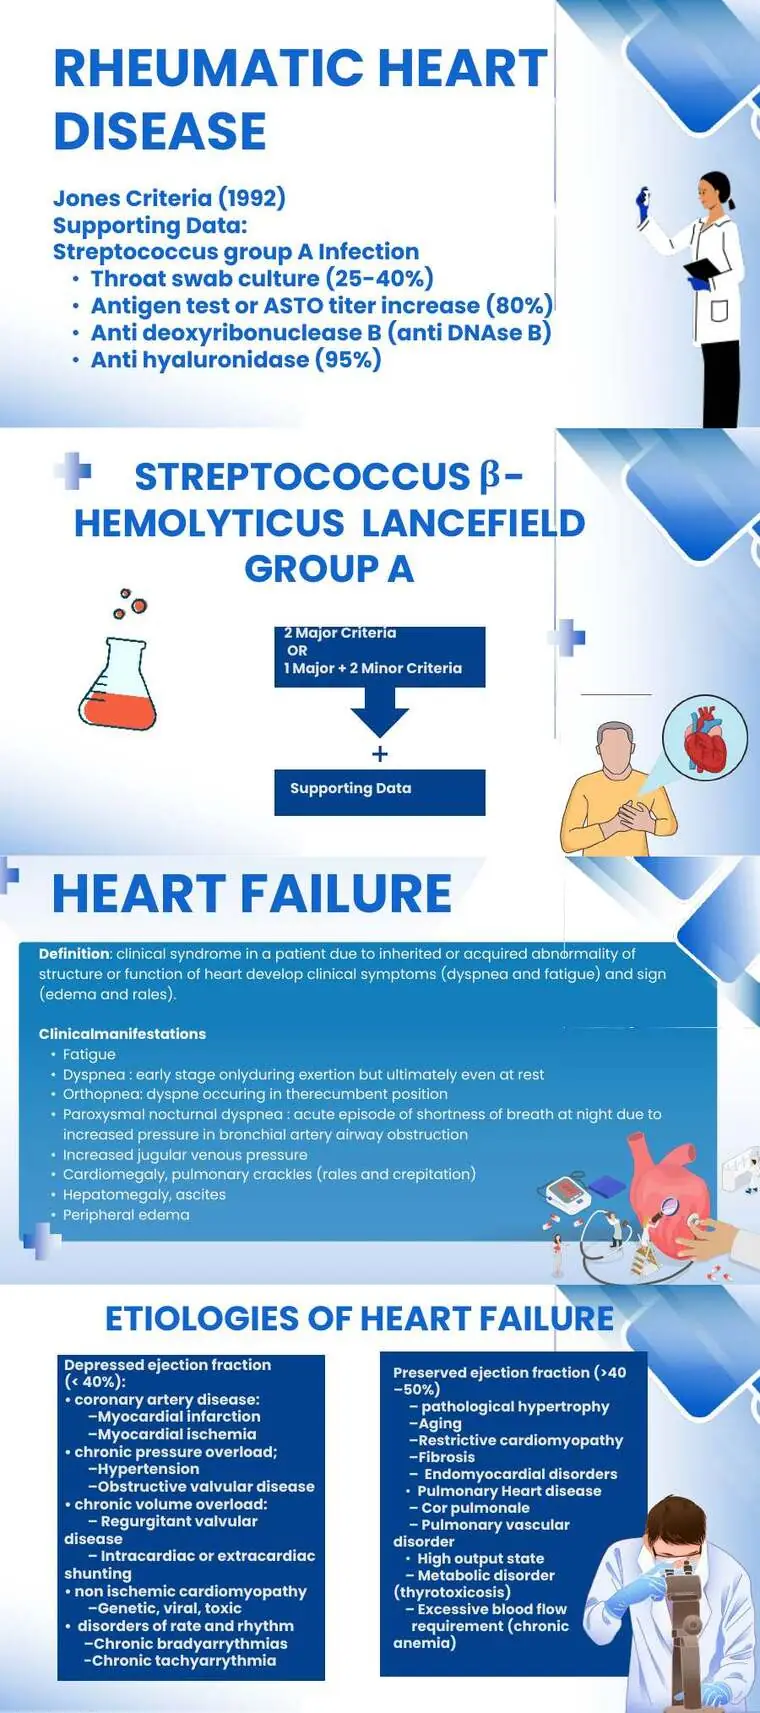 RHEUMATIC HEART
DISEASE
Jones Criteria (1992)
Supporting Data:
Streptococcus group A Infection
• Throat swab culture (25-40%)
• Antigen test or ASTO titer increase (80%)
• Anti deoxyribonuclease B (anti DNAse B)
• Anti hyaluronidase (95%)
STREPTOCOCCUS β-
HEMOLYTICUS LANCEFIELD
GROUP A
2 Major Criteria
OR
1 Major + 2 Minor Criteria
+
Supporting Data
HEART FAILURE
Definition: clinical syndrome in a patient due to inherited or acquired abnormality of
structure or function of heart develop clinical symptoms (dyspnea and fatigue) and sign
(edema and rales).
Clinicalmanifestations
• Fatigue
• Dyspnea : early stage onlyduring exertion but ultimately even at rest
• Orthopnea: dyspne occuring in therecumbent position
• Paroxysmal nocturnal dyspnea : acute episode of shortness of breath at night due to
increased pressure in bronchial artery airway obstruction
• Increased jugular venous pressure
• Cardiomegaly, pulmonary crackles (rales and crepitation)
• Hepatomegaly, ascites
• Peripheral edema
ETIOLOGIES OF HEART FAILURE
Depressed ejection fraction
(< 40%):
• coronary artery disease:
–Myocardial infarction
–Myocardial ischemia
• chronic pressure overload;
–Hypertension
–Obstructive valvular disease
• chronic volume overload:
– Regurgitant valvular
disease
– Intracardiac or extracardiac
shunting
• non ischemic cardiomyopathy
–Genetic, viral, toxic
• disorders of rate and rhythm
–Chronic bradyarrythmias
-Chronic tachyarrythmia
Preserved ejection fraction (>40
–50%)
– pathological hypertrophy
–Aging
–Restrictive cardiomyopathy
–Fibrosis
– Endomyocardial disorders
• Pulmonary Heart disease
– Cor pulmonale
– Pulmonary vascular
disorder
• High output state
– Metabolic disorder
(thyrotoxicosis)
– Excessive blood flow
requirement (chronic
anemia)